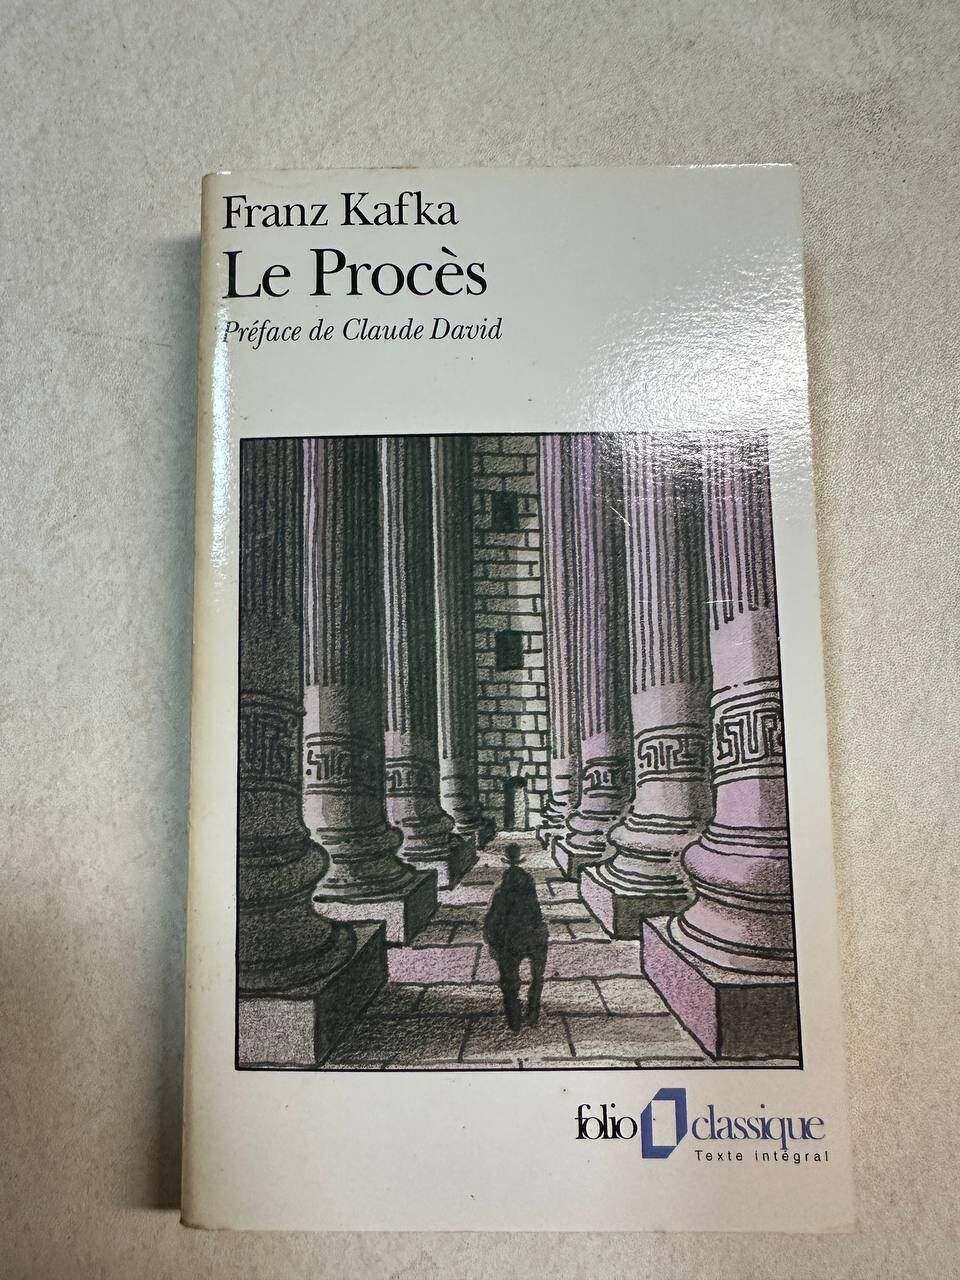 Franz Kafka
Le Procès
Préface de Claude David
folio classique
Texte intégral